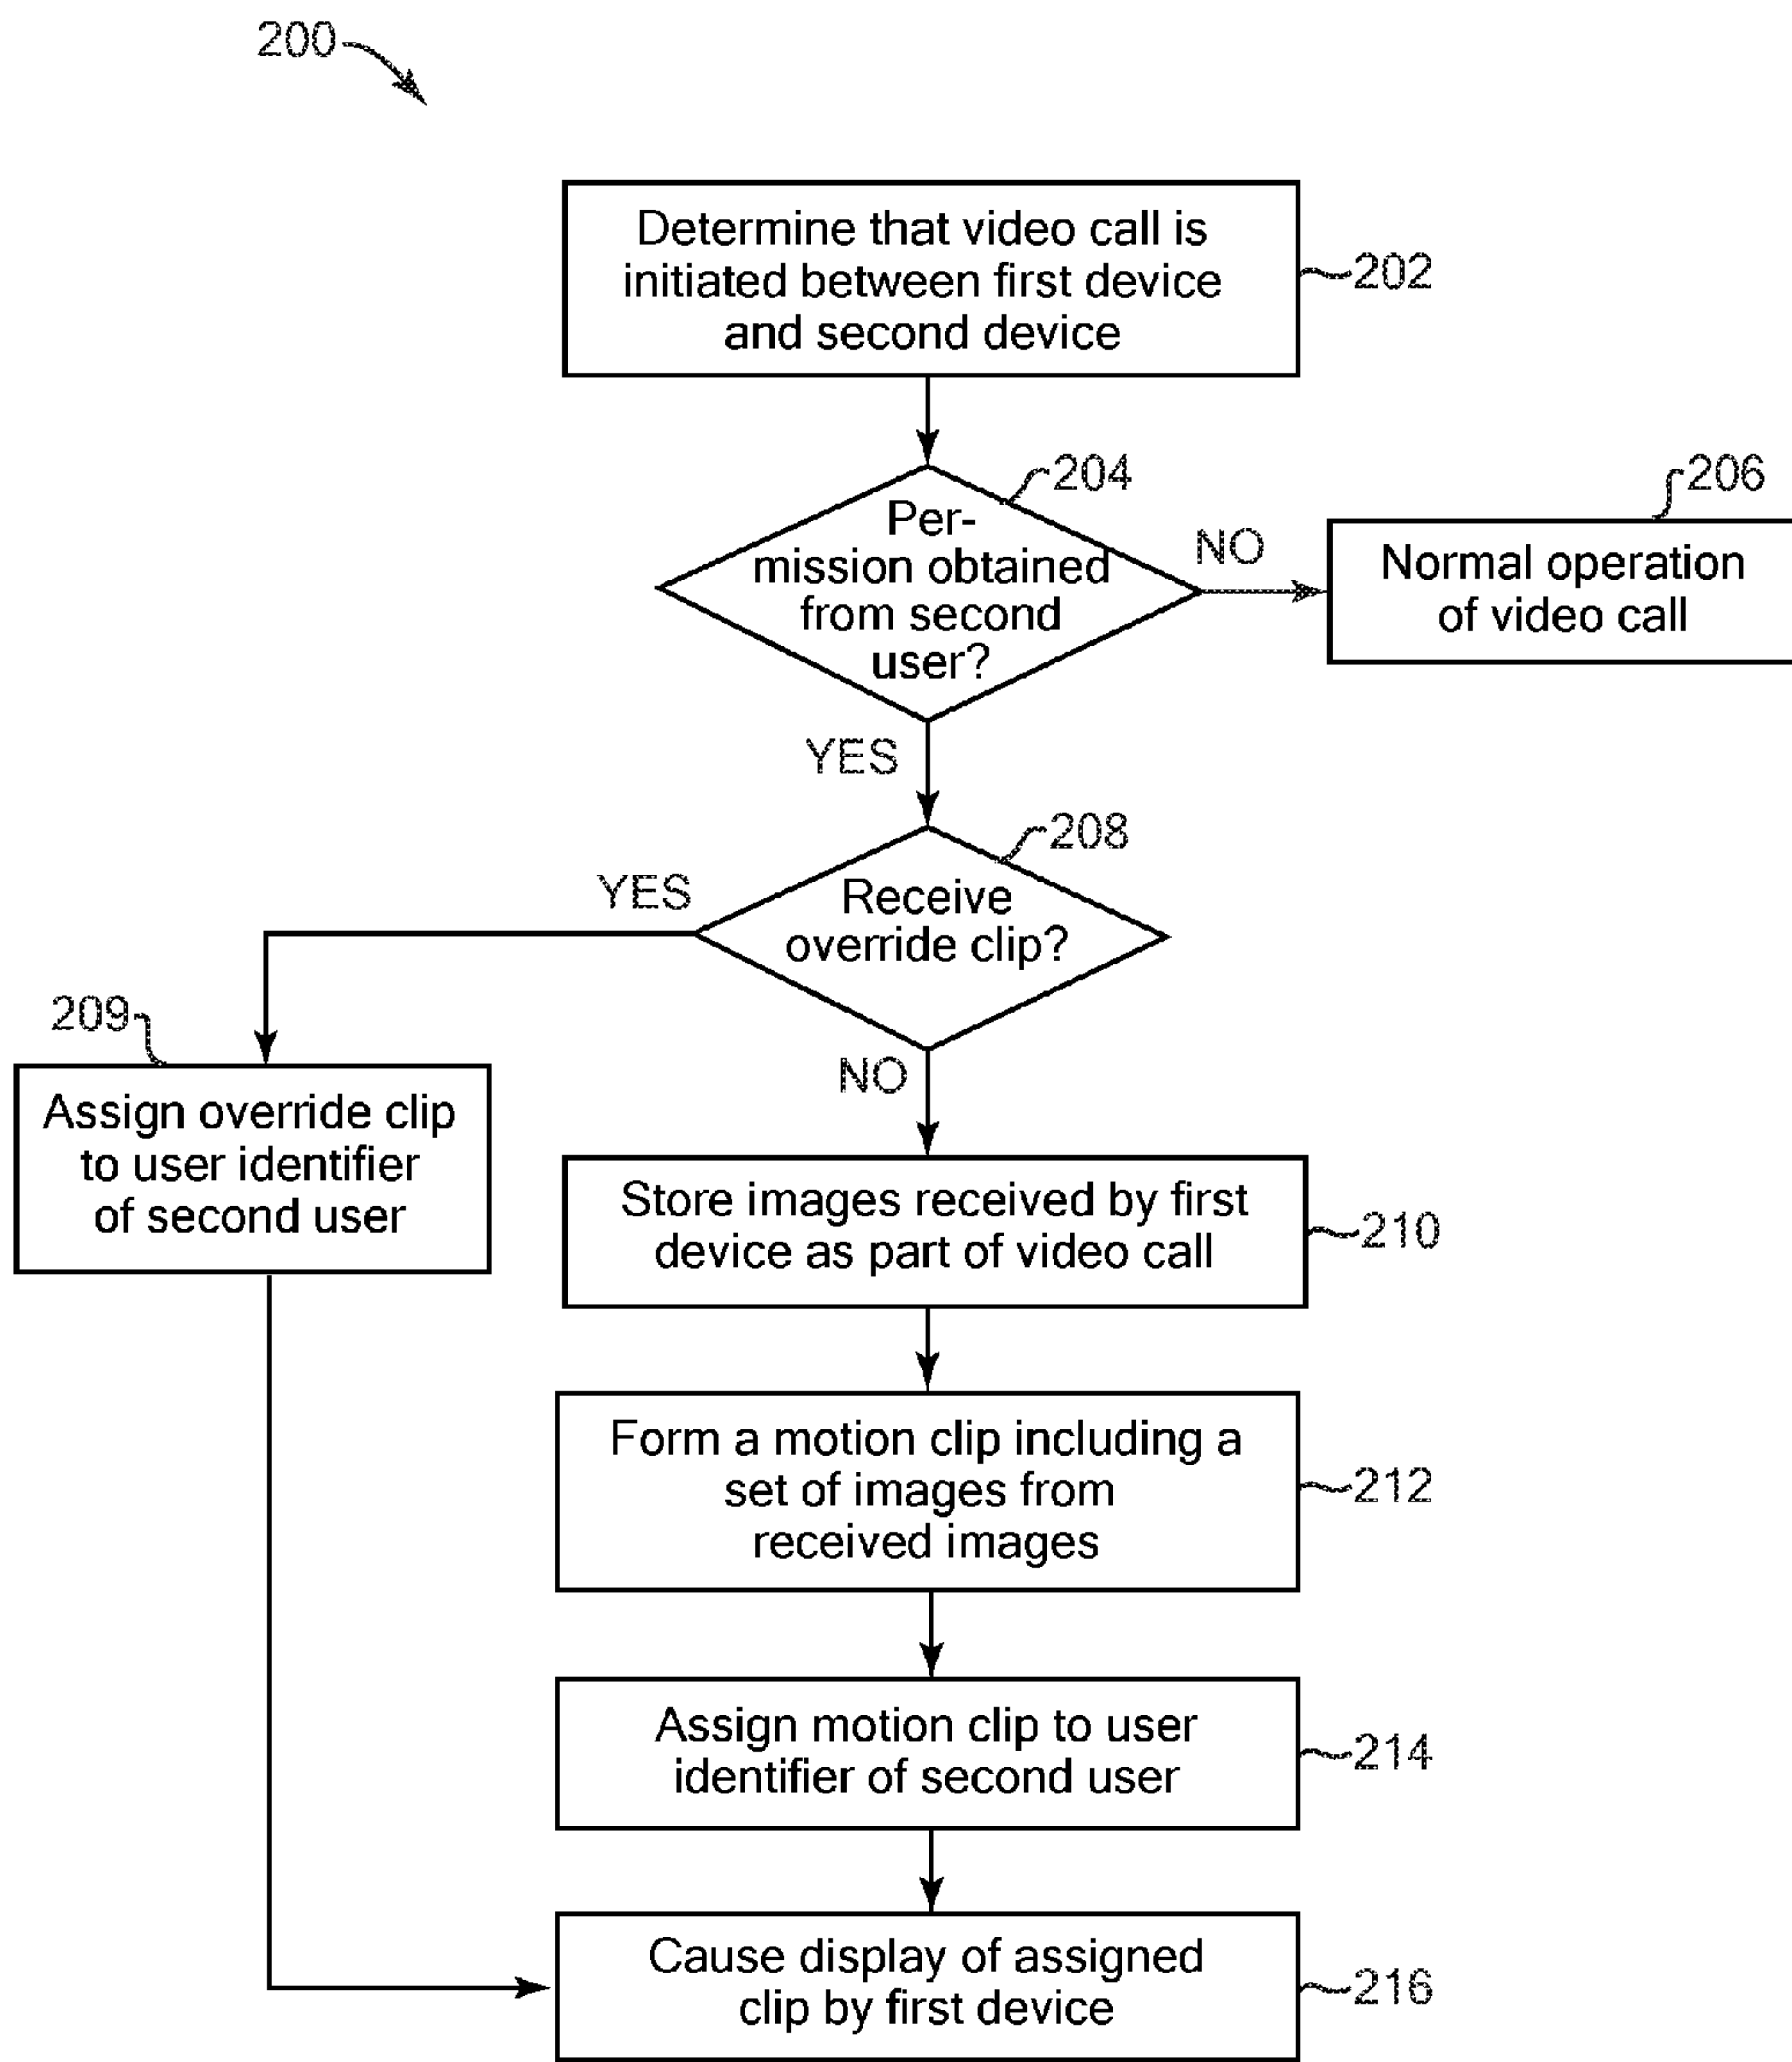 200
Determine that video call is
initiated between first device
and second device
202
204
Per-
mission obtained
from second
user?
NO
206
Normal operation
of video call
YES
208
Receive
override clip?
YES
209
Assign override clip
to user identifier
of second user
NO
Store images received by first
device as part of video call
210
Form a motion clip including a
set of images from
received images
212
Assign motion clip to user
identifier of second user
214
Cause display of assigned
clip by first device
216